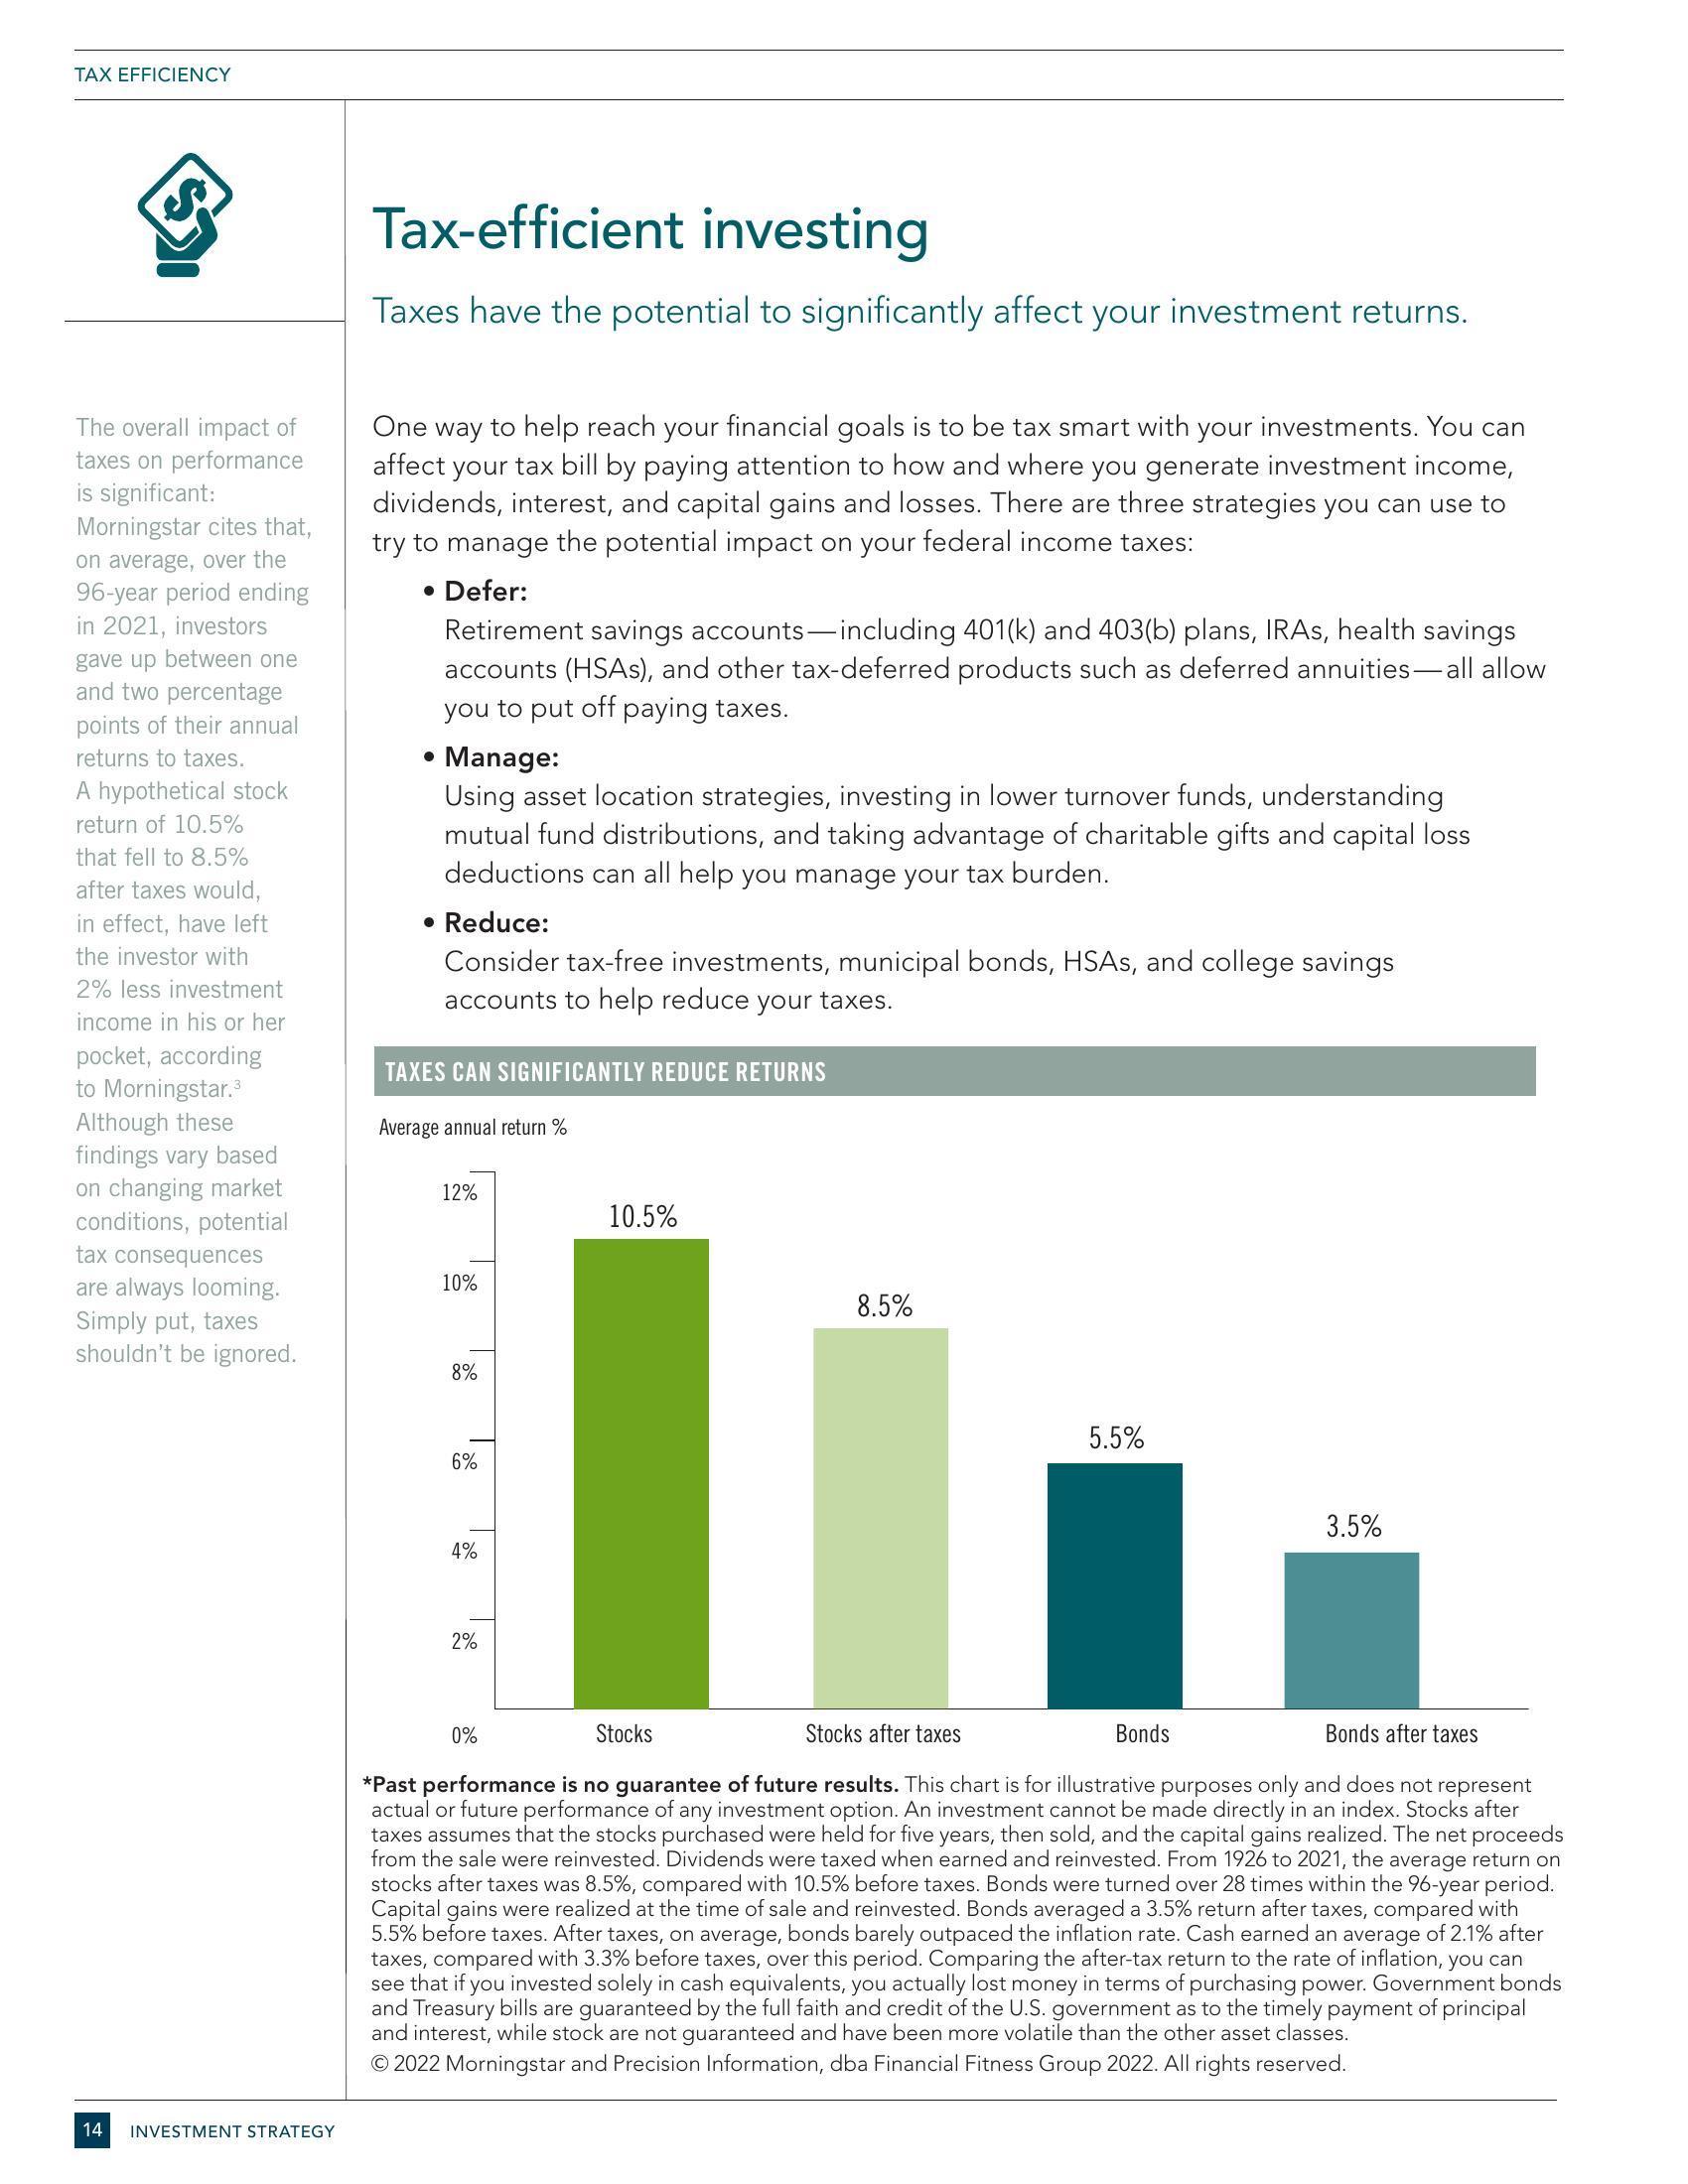 TAX EFFICIENCY
Tax-efficient investing
Taxes have the potential to significantly affect your investment returns.
The overall impact of
taxes on performance
is significant:
Morningstar cites that,
on average, over the
96-year period ending
in 2021, investors
gave up between one
and two percentage
points of their annual
returns to taxes.
A hypothetical stock
return of 10.5%
that fell to 8.5%
after taxes would,
in effect, have left
the investor with
2% less investment
income in his or her
pocket, according
to Morningstar.³
Although these
findings vary based
on changing market
conditions, potential
tax consequences
are always looming.
Simply put, taxes
shouldn’t be ignored.
One way to help reach your financial goals is to be tax smart with your investments. You can
affect your tax bill by paying attention to how and where you generate investment income,
dividends, interest, and capital gains and losses. There are three strategies you can use to
try to manage the potential impact on your federal income taxes:
• Defer:
Retirement savings accounts—including 401(k) and 403(b) plans, IRAs, health savings
accounts (HSAs), and other tax-deferred products such as deferred annuities—all allow
you to put off paying taxes.
• Manage:
Using asset location strategies, investing in lower turnover funds, understanding
mutual fund distributions, and taking advantage of charitable gifts and capital loss
deductions can all help you manage your tax burden.
• Reduce:
Consider tax-free investments, municipal bonds, HSAs, and college savings
accounts to help reduce your taxes.
TAXES CAN SIGNIFICANTLY REDUCE RETURNS
Average annual return %
12%
10%
8%
6%
4%
2%
0%
10.5%
8.5%
5.5%
3.5%
Stocks
Stocks after taxes
Bonds
Bonds after taxes
*Past performance is no guarantee of future results. This chart is for illustrative purposes only and does not represent
actual or future performance of any investment option. An investment cannot be made directly in an index. Stocks after
taxes assumes that the stocks purchased were held for five years, then sold, and the capital gains realized. The net proceeds
from the sale were reinvested. Dividends were taxed when earned and reinvested. From 1926 to 2021, the average return on
stocks after taxes was 8.5%, compared with 10.5% before taxes. Bonds were turned over 28 times within the 96-year period.
Capital gains were realized at the time of sale and reinvested. Bonds averaged a 3.5% return after taxes, compared with
5.5% before taxes. After taxes, on average, bonds barely outpaced the inflation rate. Cash earned an average of 2.1% after
taxes, compared with 3.3% before taxes, over this period. Comparing the after-tax return to the rate of inflation, you can
see that if you invested solely in cash equivalents, you actually lost money in terms of purchasing power. Government bonds
and Treasury bills are guaranteed by the full faith and credit of the U.S. government as to the timely payment of principal
and interest, while stock are not guaranteed and have been more volatile than the other asset classes.
© 2022 Morningstar and Precision Information, dba Financial Fitness Group 2022. All rights reserved.
14 INVESTMENT STRATEGY